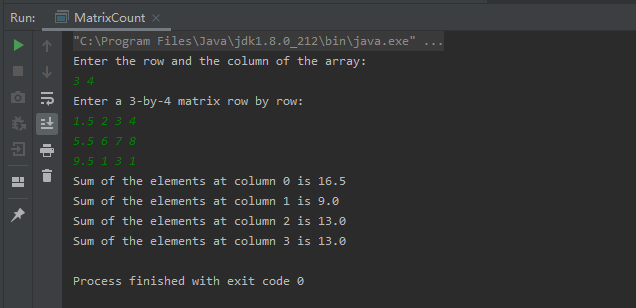 Run: MatrixCount
"C:\Program Files\Java\jdk1.8.0_212\bin\java.exe" ...
Enter the row and the column of the array:
3 4
Enter a 3-by-4 matrix row by row:
1.5 2 3 4
5.5 6 7 8
9.5 1 3 1
Sum of the elements at column 0 is 16.5
Sum of the elements at column 1 is 9.0
Sum of the elements at column 2 is 13.0
Sum of the elements at column 3 is 13.0
Process finished with exit code 0